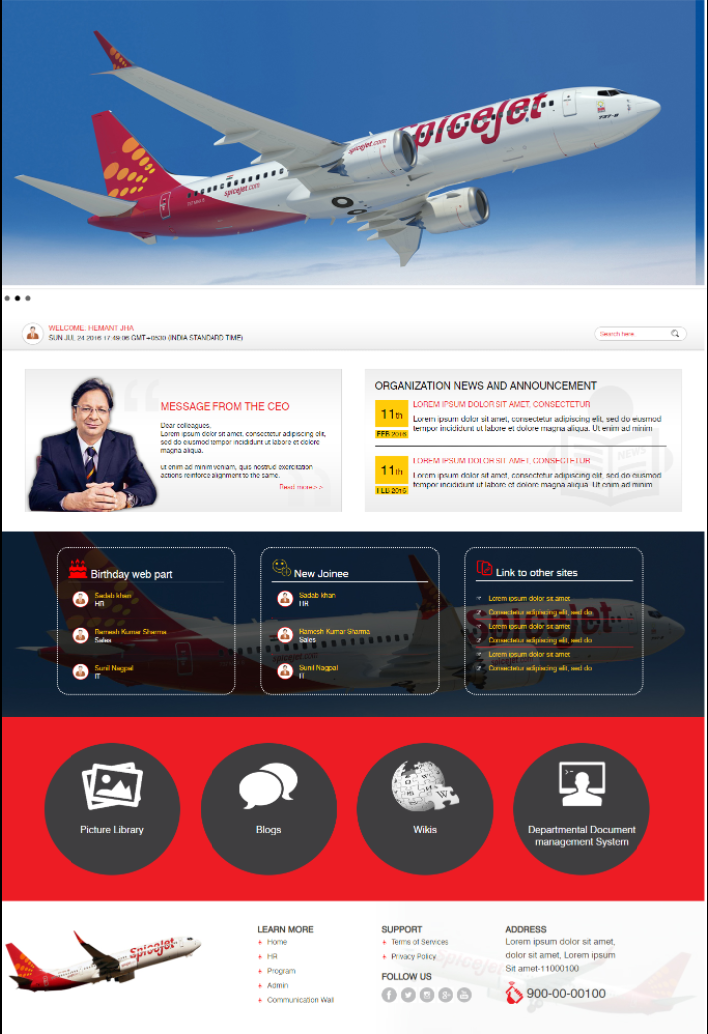 spicejet
spicejet.com
spicejet.com
WELCOME, HEMANT JHA
SUN JUL 24 2016 17:49:06 GMT+0530 (INDIA STANDARD TIME)
Search here
MESSAGE FROM THE CEO
Dear colleagues,
Lorem ipsum dolor sit amet, consectetur adipiscing elit,
sed do eiusmod tempor incididunt ut labore et dolore
magna aliqua.
ut enim ad minim veniam, quis nostrud exercitation
actions reinforce alignment to the same.
Read more>>
ORGANIZATION NEWS AND ANNOUNCEMENT
11th
FEB 2016
LOREM IPSUM DOLOR SIT AMET, CONSECTETUR
Lorem ipsum dolor sit amet, consectetur adipiscing elit, sed do eiusmod
tempor incididunt ut labore et dolore magna aliqua. Ut enim ad minim
11th
FEB 2016
LOREM IPSUM DOLOR SIT AMET, CONSECTETUR
Lorem ipsum dolor sit amet, consectetur adipiscing elit, sed do eiusmod
tempor incididunt ut labore et dolore magna aliqua. Ut enim ad minim
NEWS
Birthday web part
Sadab khan
HR
Ramesh Kumar Sharma
Sales
Sunil Nagpal
IT
New Joinee
Sadab khan
HR
Ramesh Kumar Sharma
Sales
Sunil Nagpal
IT
Link to other sites
Lorem ipsum dolor sit amet
Consectetur adipiscing elit, sed do
Lorem ipsum dolor sit amet
Consectetur adipiscing elit, sed do
Lorem ipsum dolor sit amet
Consectetur adipiscing elit, sed do
spicejet
Picture Library
Blogs
W
Wikis
Departmental Document
management System
spicejet
LEARN MORE
+ Home
+ HR
+ Program
+ Admin
+ Communication Wall
SUPPORT
+ Terms of Services
+ Privacy Policy
FOLLOW US
ADDRESS
Lorem ipsum dolor sit amet,
dolor sit amet, Lorem ipsum
Sit amet-11000100
900-00-00100
spicejet